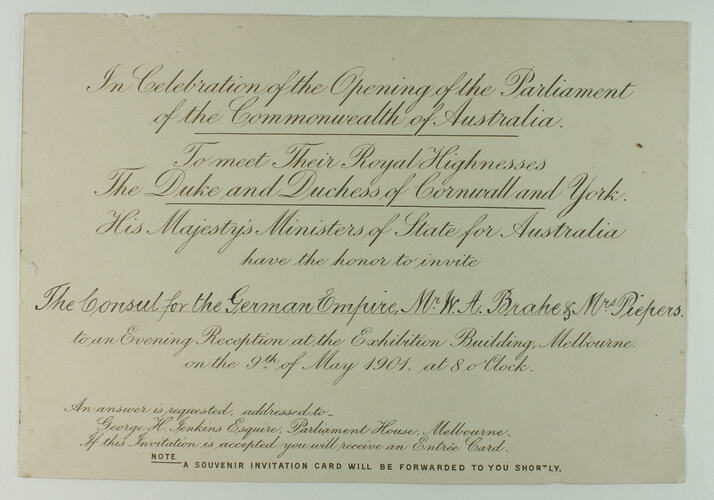 In Celebration of the Opening of the Parliament
of the Commonwealth of Australia.
To meet Their Royal Highnesses
The Duke and Duchess of Cornwall and York.
His Majesty's Ministers of State for Australia
have the honor to invite
The Consul for the German Empire, Mr. W. A. Brahe & Mrs Piepers.
to an Evening Reception at the Exhibition Building, Melbourne.
on the 9th of May 1901. at 8 o'Clock.
An answer is requested, addressed to_
George H. Jenkins Esquire, Parliament House, Melbourne.
If this Invitation is accepted you will receive an Entrée Card.
NOTE A SOUVENIR INVITATION CARD WILL BE FORWARDED TO YOU SHORTLY.